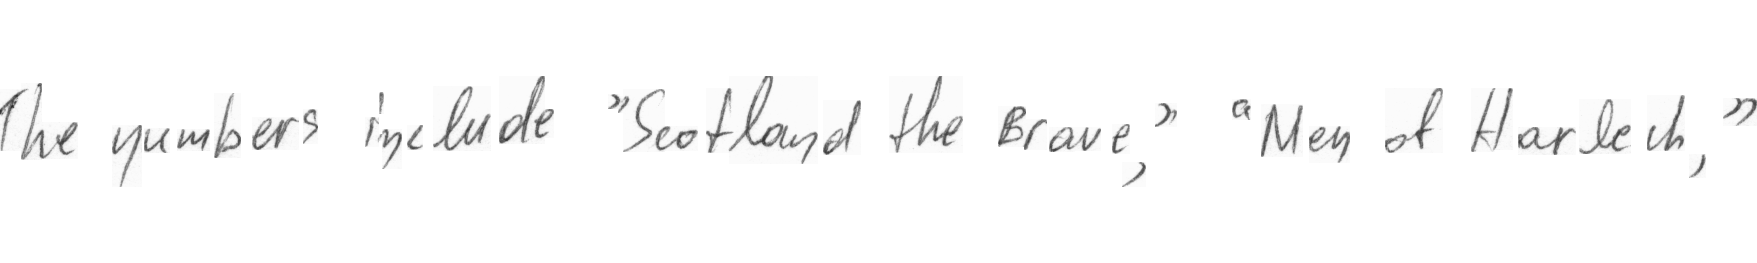 The numbers include "Scotland the Brave," "Men of Harlech,"